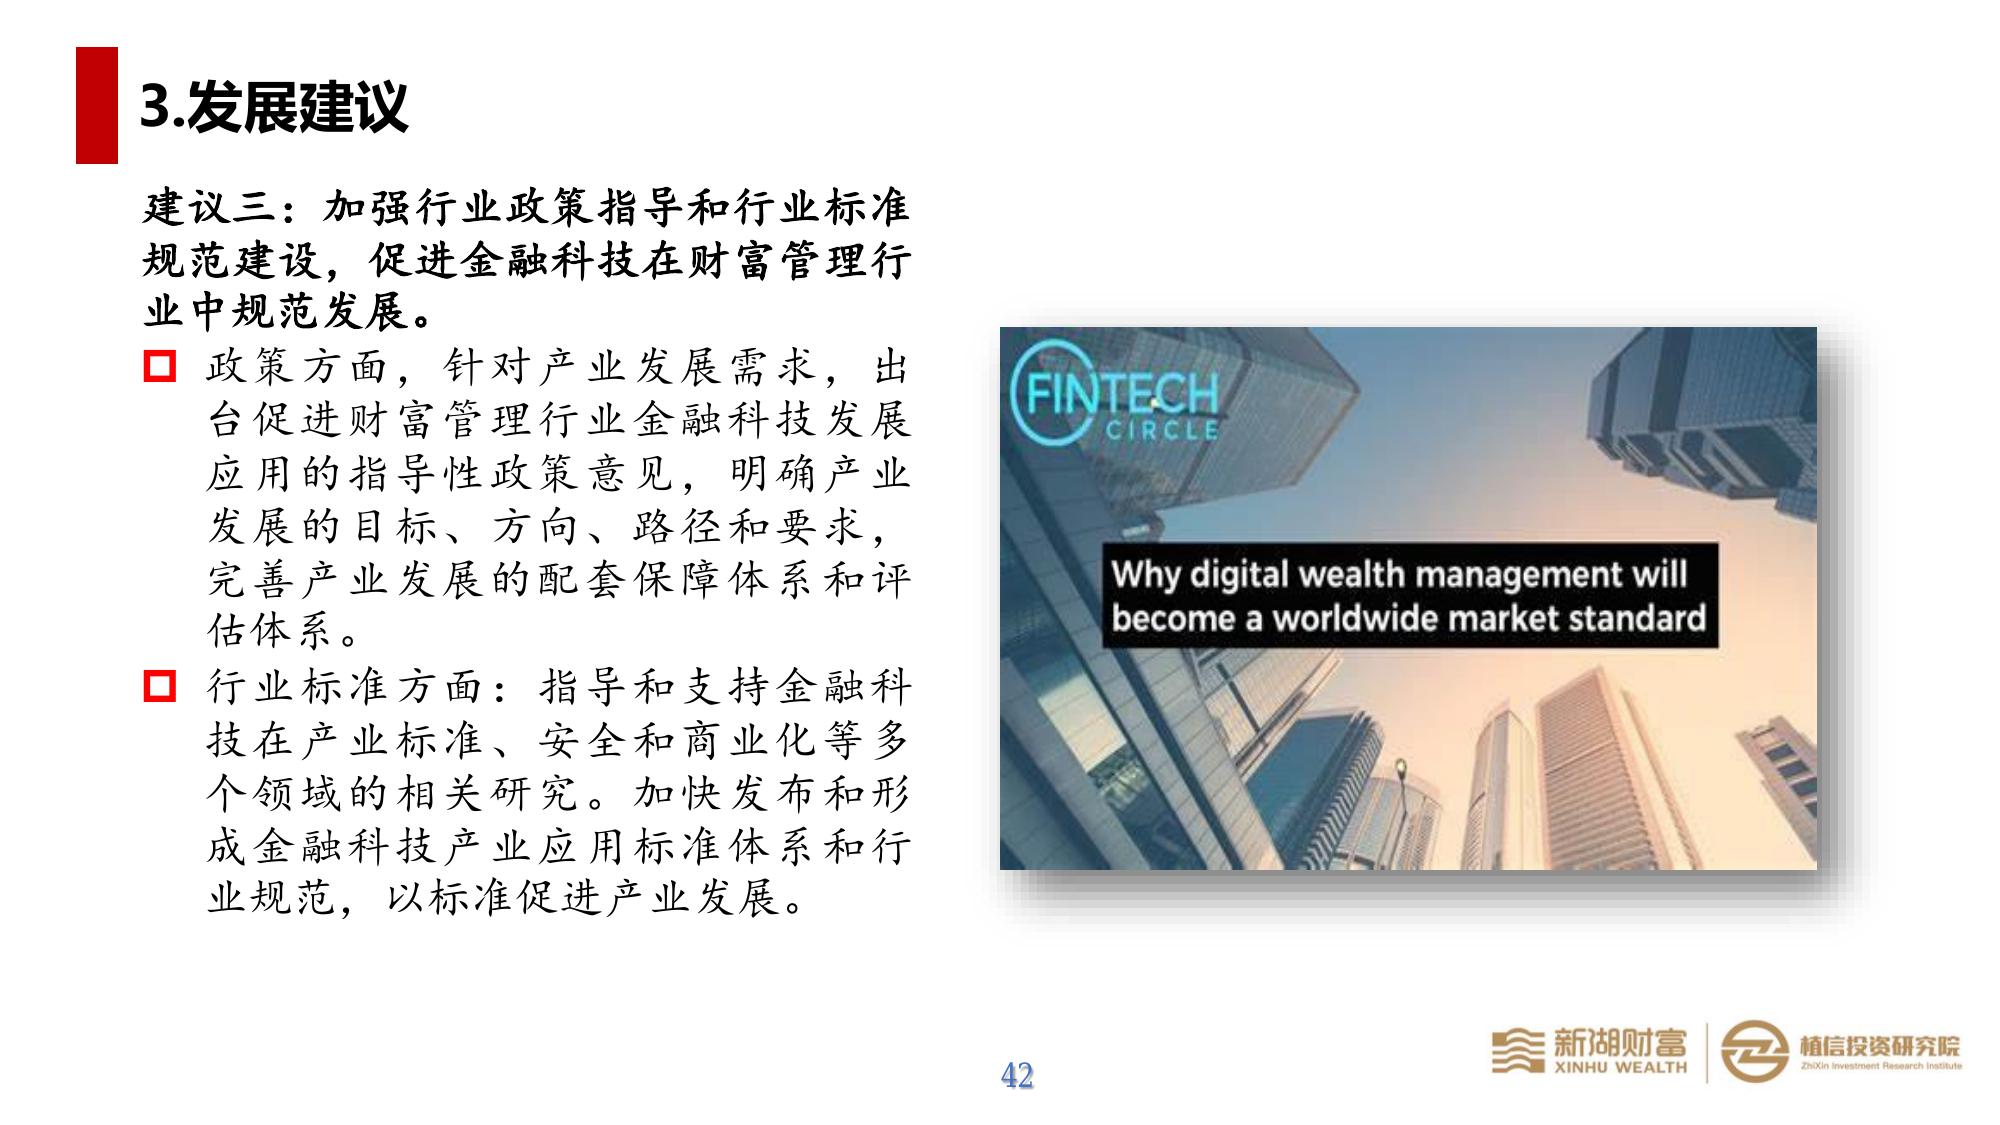 3.发展建议
建议三：加强行业政策指导和行业标准
规范建设，促进金融科技在财富管理行
业中规范发展。
政策方面，针对产业发展需求，出
台促进财富管理行业金融科技发展
应用的指导性政策意见，明确产业
发展的目标、方向、路径和要求，
完善产业发展的配套保障体系和评
估体系。
行业标准方面：指导和支持金融科
技在产业标准、安全和商业化等多
个领域的相关研究。加快发布和形
成金融科技产业应用标准体系和行
业规范，以标准促进产业发展。
FINTECH
CIRCLE
Why digital wealth management will
become a worldwide market standard
42
新湖财富
XINHU WEALTH
植信投资研究院
ZhiXin Investment Research Institute